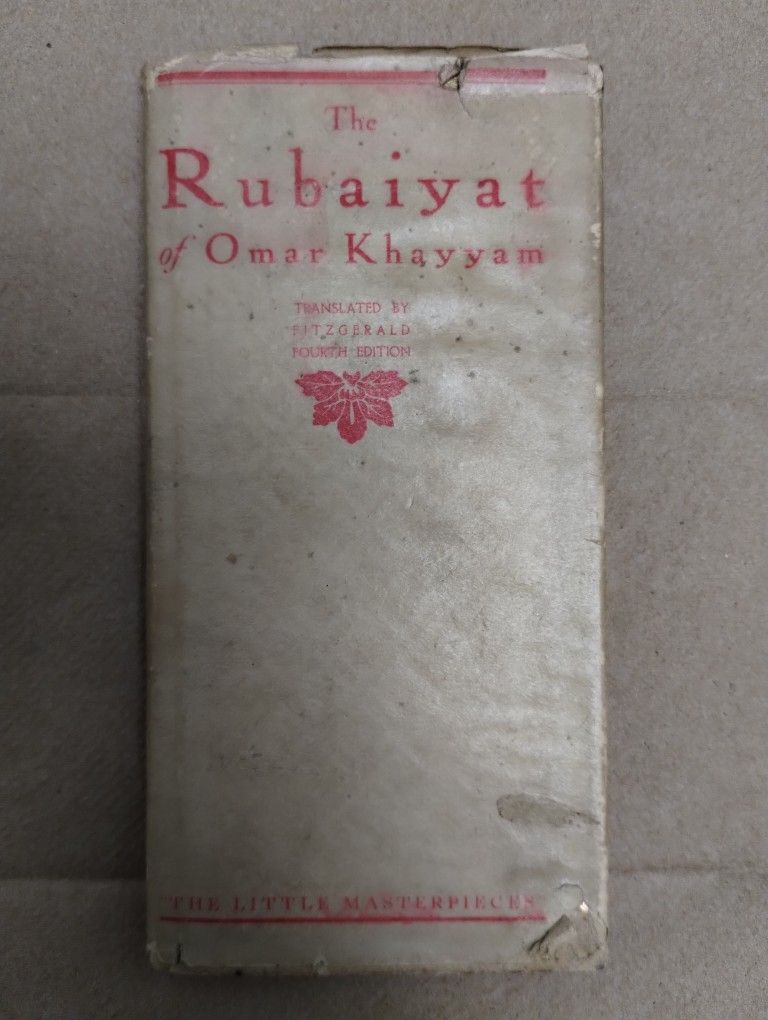 The
Rubaiyat
of Omar Khayyam
TRANSLATED BY
FITZGERALD
FOURTH EDITION
"THE LITTLE MASTERPIECES"